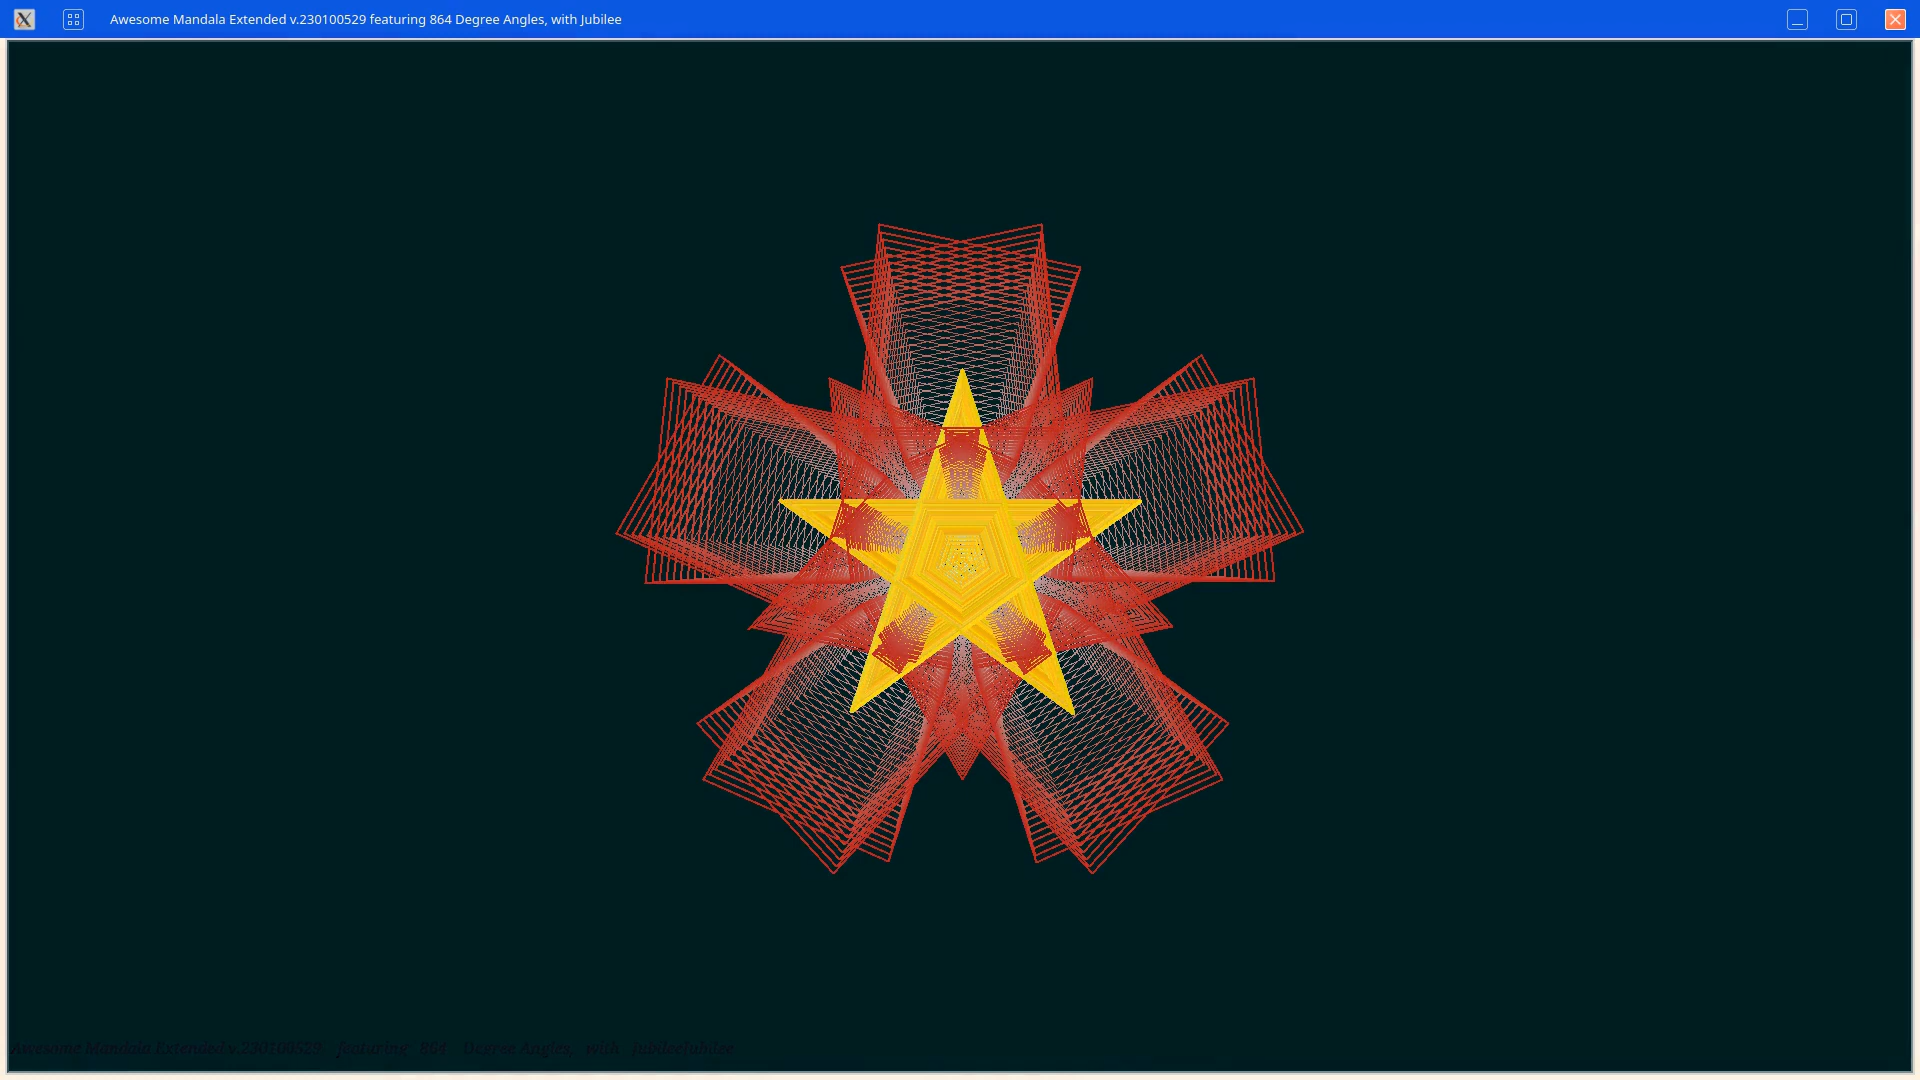 Awesome Mandala Extended v.230100529 featuring 864 Degree Angles, with Jubilee
Awesome Mandala Extended.v.230100529, featuring 864 Degree Angles, with JubileeJubilee